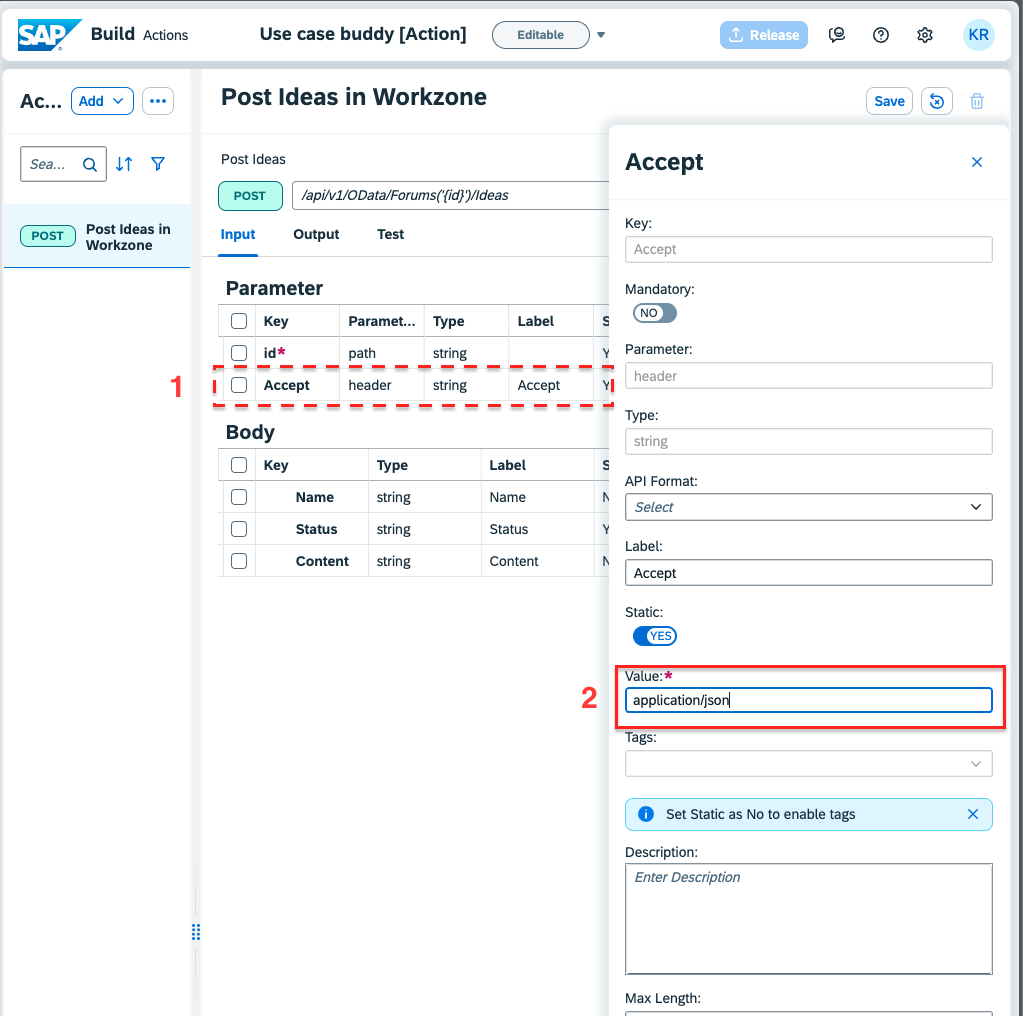 SAP Build Actions
Use case buddy [Action]
Editable
Release
KR
Ac...
Add
Sea...
POST
Post Ideas in
Workzone
Post Ideas in Workzone
Save
Post Ideas
POST
/api/v1/OData/Forums('{id}')/Ideas
Input
Output
Test
Parameter
Key Paramet... Type Label S
id* path string Y
1
Accept header string Accept Y
Body
Key Type Label S
Name string Name N
Status string Status Y
Content string Content N
Accept
Key:
Accept
Mandatory:
NO
Parameter:
header
Type:
string
API Format:
Select
Label:
Accept
Static:
YES
2
Value:*
application/json
Tags:
Set Static as No to enable tags
Description:
Enter Description
Max Length: